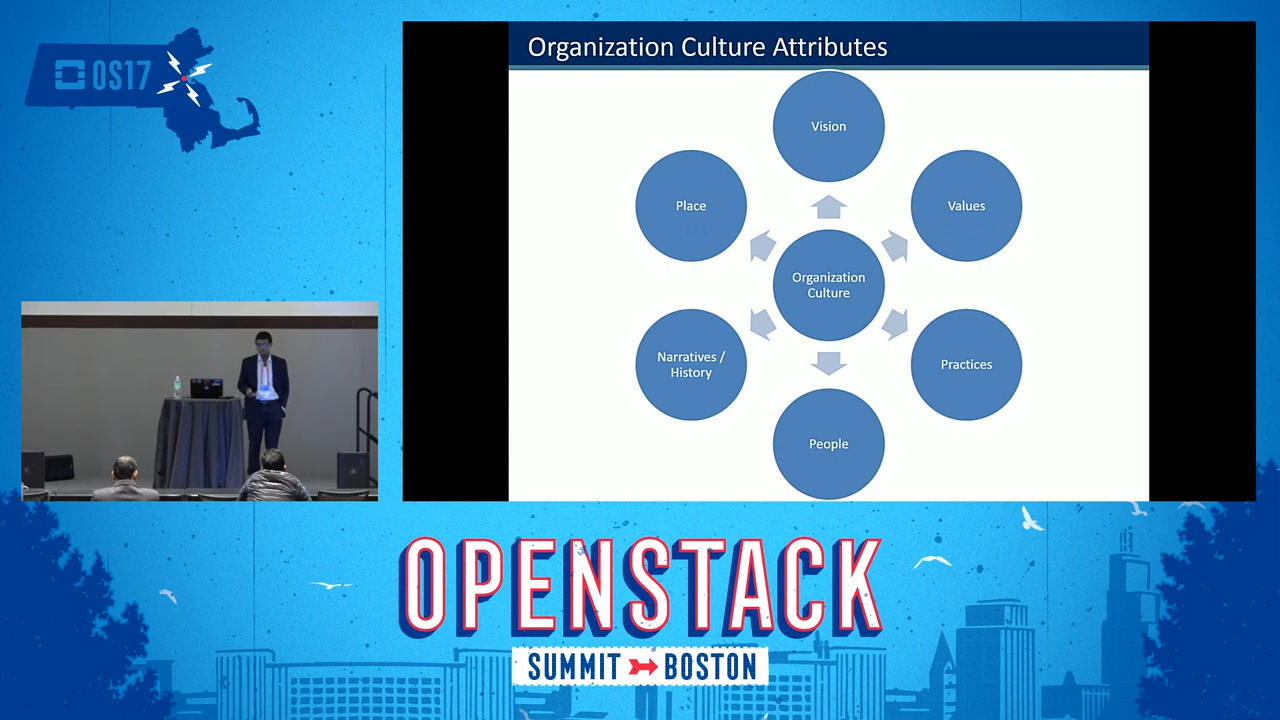 OS17
Organization Culture Attributes
Vision
Place
Values
Organization
Culture
Narratives /
History
Practices
People
OPENSTACK
SUMMIT BOSTON